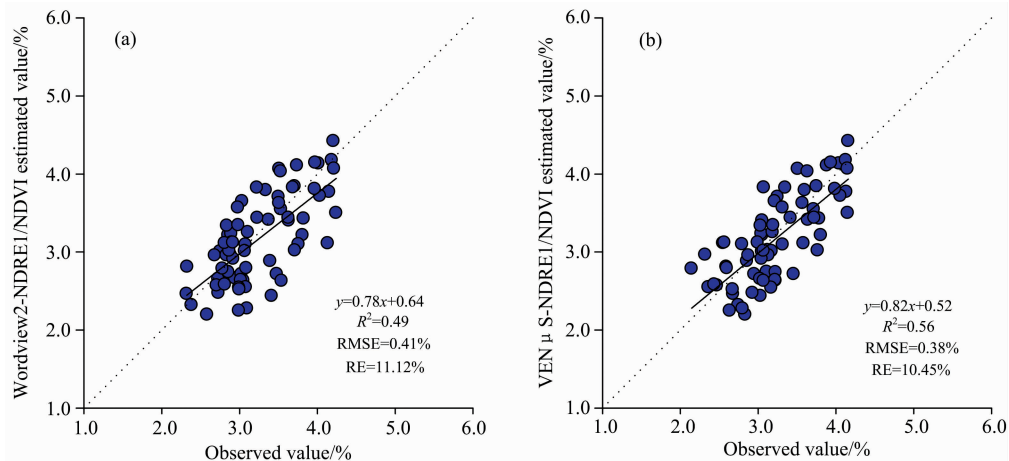 (a)
Wordview2-NDRE1/NDVI estimated value/%
6.0
5.0
4.0
3.0
2.0
1.0
y=0.78x+0.64
R²=0.49
RMSE=0.41%
RE=11.12%
1.0 2.0 3.0 4.0 5.0 6.0
Observed value/%
(b)
VEN μ S-NDRE1/NDVI estimated value/%
6.0
5.0
4.0
3.0
2.0
1.0
y=0.82x+0.52
R²=0.56
RMSE=0.38%
RE=10.45%
1.0 2.0 3.0 4.0 5.0 6.0
Observed value/%